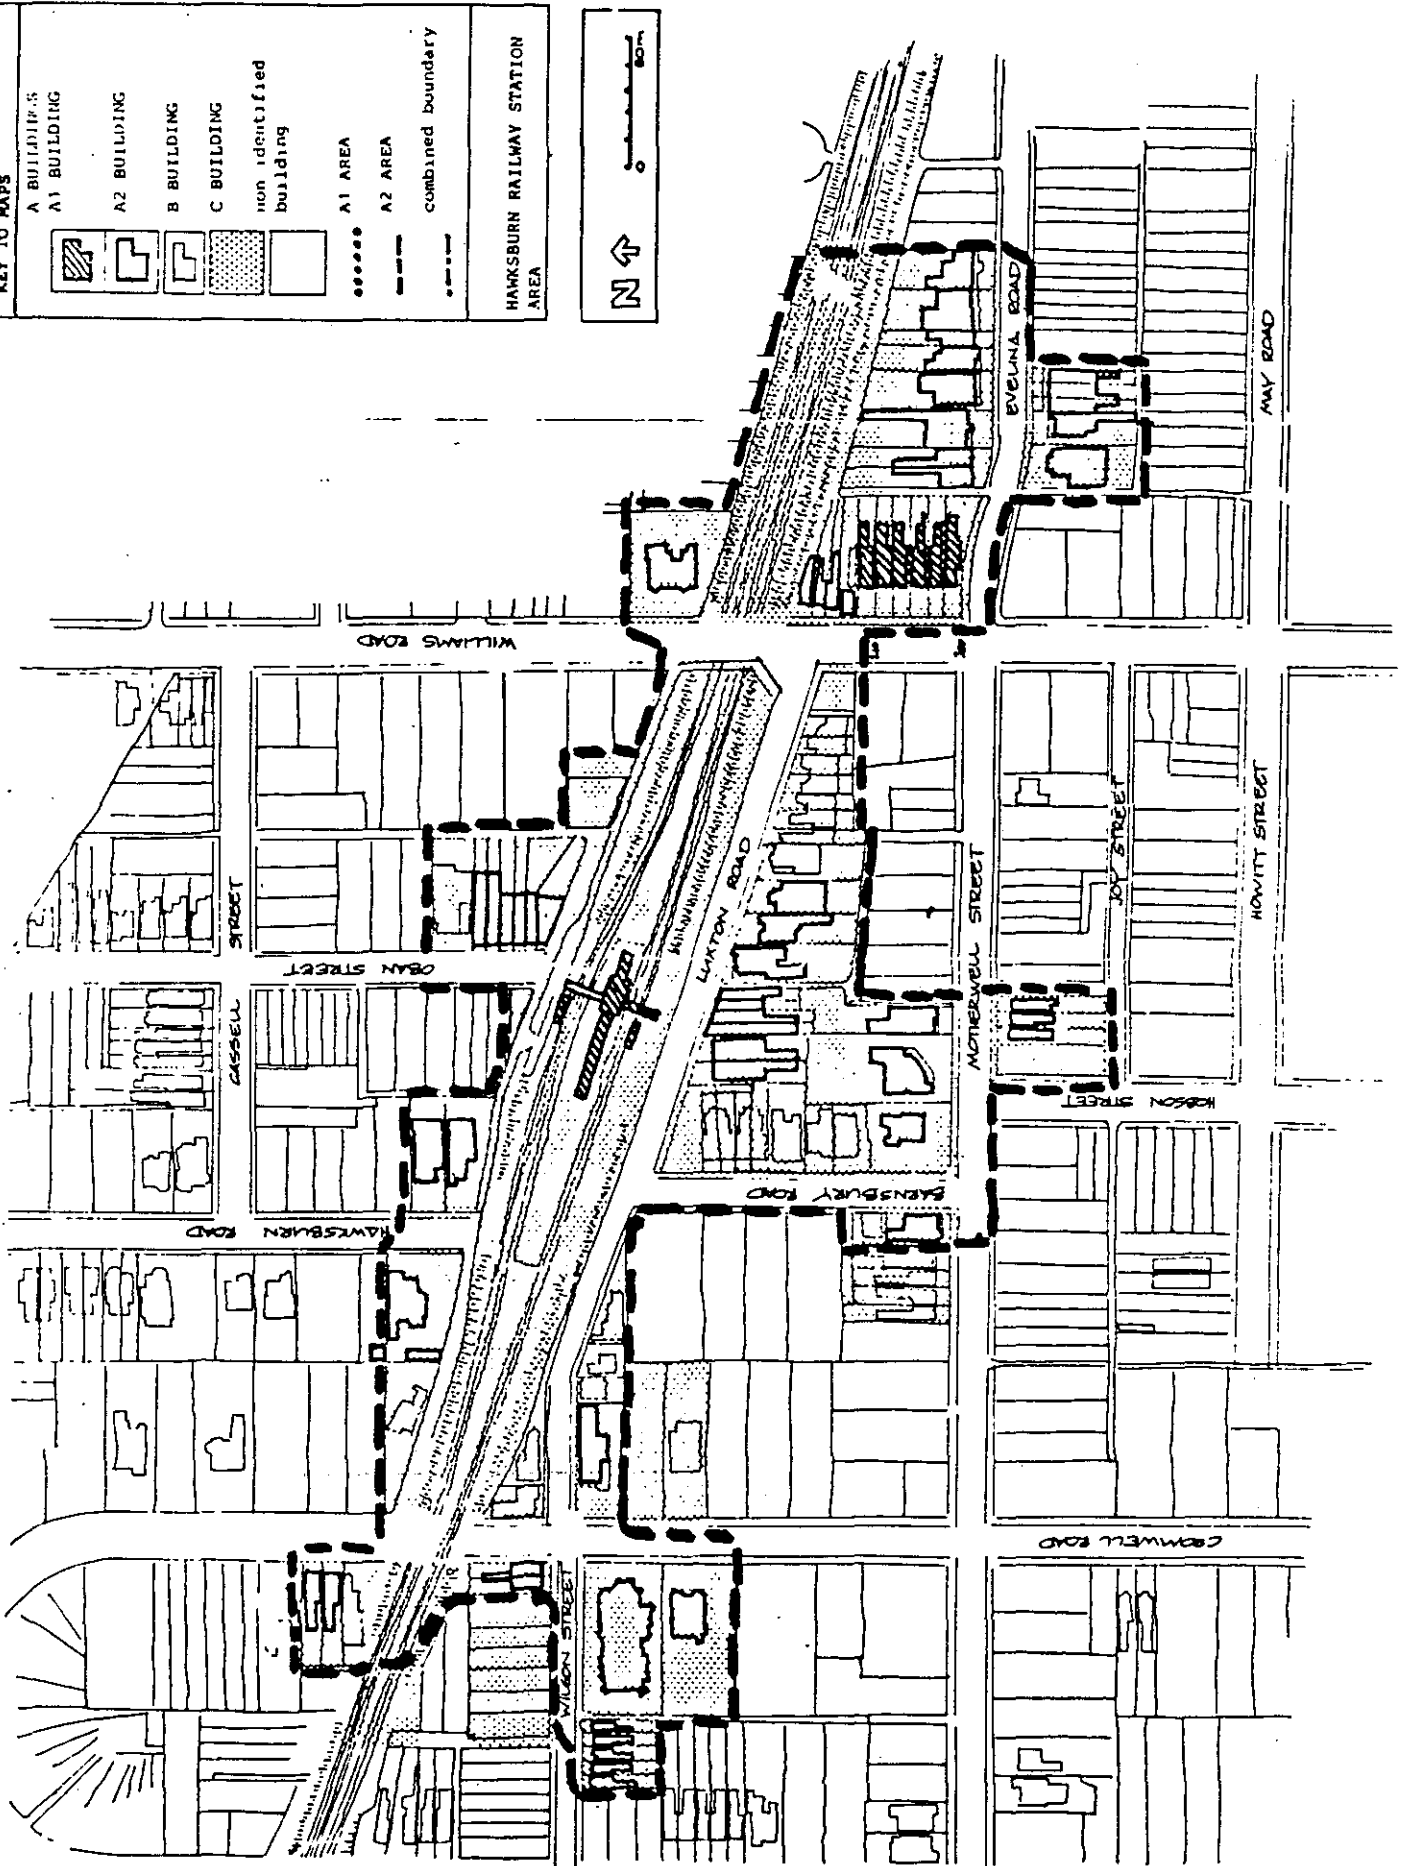 KEY TO MAPS
A BUILDINGS
A1 BUILDING
A2 BUILDING
B BUILDING
C BUILDING
non identified
building
A1 AREA
A2 AREA
combined boundary
HAWKSBURN RAILWAY STATION
AREA
N
0 80m
WILLIAMS ROAD
EVELINA ROAD
MAY ROAD
CASSELL STREET
OBAN STREET
LUXTON ROAD
MOTHERWELL STREET
JOY STREET
HOWITT STREET
HAWKSBURN ROAD
BARNSBURY ROAD
HOBSON STREET
WILSON STREET
CROMWELL ROAD